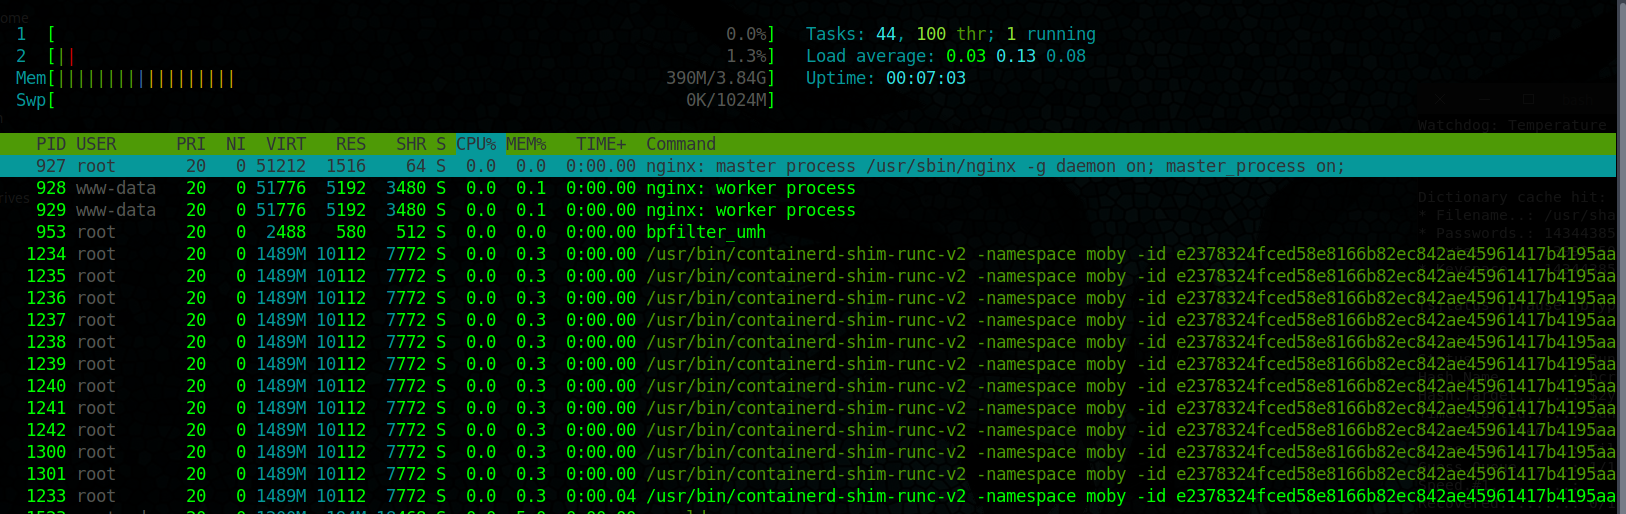 1 [ 0.0%] Tasks: 44, 100 thr; 1 running
2 [|| 1.3%] Load average: 0.03 0.13 0.08
Mem[|||||||||||||||||| 390M/3.84G] Uptime: 00:07:03
Swp[ 0K/1024M]
PID USER PRI NI VIRT RES SHR S CPU% MEM% TIME+ Command
927 root 20 0 51212 1516 64 S 0.0 0.0 0:00.00 nginx: master process /usr/sbin/nginx -g daemon on; master_process on;
928 www-data 20 0 51776 5192 3480 S 0.0 0.1 0:00.00 nginx: worker process
929 www-data 20 0 51776 5192 3480 S 0.0 0.1 0:00.00 nginx: worker process
953 root 20 0 2488 580 512 S 0.0 0.0 0:00.00 bpfilter_umh
1234 root 20 0 1489M 10112 7772 S 0.0 0.3 0:00.00 /usr/bin/containerd-shim-runc-v2 -namespace moby -id e2378324fced58e8166b82ec842ae45961417b4195aa
1235 root 20 0 1489M 10112 7772 S 0.0 0.3 0:00.00 /usr/bin/containerd-shim-runc-v2 -namespace moby -id e2378324fced58e8166b82ec842ae45961417b4195aa
1236 root 20 0 1489M 10112 7772 S 0.0 0.3 0:00.00 /usr/bin/containerd-shim-runc-v2 -namespace moby -id e2378324fced58e8166b82ec842ae45961417b4195aa
1237 root 20 0 1489M 10112 7772 S 0.0 0.3 0:00.00 /usr/bin/containerd-shim-runc-v2 -namespace moby -id e2378324fced58e8166b82ec842ae45961417b4195aa
1238 root 20 0 1489M 10112 7772 S 0.0 0.3 0:00.00 /usr/bin/containerd-shim-runc-v2 -namespace moby -id e2378324fced58e8166b82ec842ae45961417b4195aa
1239 root 20 0 1489M 10112 7772 S 0.0 0.3 0:00.00 /usr/bin/containerd-shim-runc-v2 -namespace moby -id e2378324fced58e8166b82ec842ae45961417b4195aa
1240 root 20 0 1489M 10112 7772 S 0.0 0.3 0:00.00 /usr/bin/containerd-shim-runc-v2 -namespace moby -id e2378324fced58e8166b82ec842ae45961417b4195aa
1241 root 20 0 1489M 10112 7772 S 0.0 0.3 0:00.00 /usr/bin/containerd-shim-runc-v2 -namespace moby -id e2378324fced58e8166b82ec842ae45961417b4195aa
1242 root 20 0 1489M 10112 7772 S 0.0 0.3 0:00.00 /usr/bin/containerd-shim-runc-v2 -namespace moby -id e2378324fced58e8166b82ec842ae45961417b4195aa
1300 root 20 0 1489M 10112 7772 S 0.0 0.3 0:00.00 /usr/bin/containerd-shim-runc-v2 -namespace moby -id e2378324fced58e8166b82ec842ae45961417b4195aa
1301 root 20 0 1489M 10112 7772 S 0.0 0.3 0:00.00 /usr/bin/containerd-shim-runc-v2 -namespace moby -id e2378324fced58e8166b82ec842ae45961417b4195aa
1233 root 20 0 1489M 10112 7772 S 0.0 0.3 0:00.04 /usr/bin/containerd-shim-runc-v2 -namespace moby -id e2378324fced58e8166b82ec842ae45961417b4195aa
Watchdog: Temperature
Dictionary cache hit:
* Filename..: /usr/sha
* Passwords.: 14344385